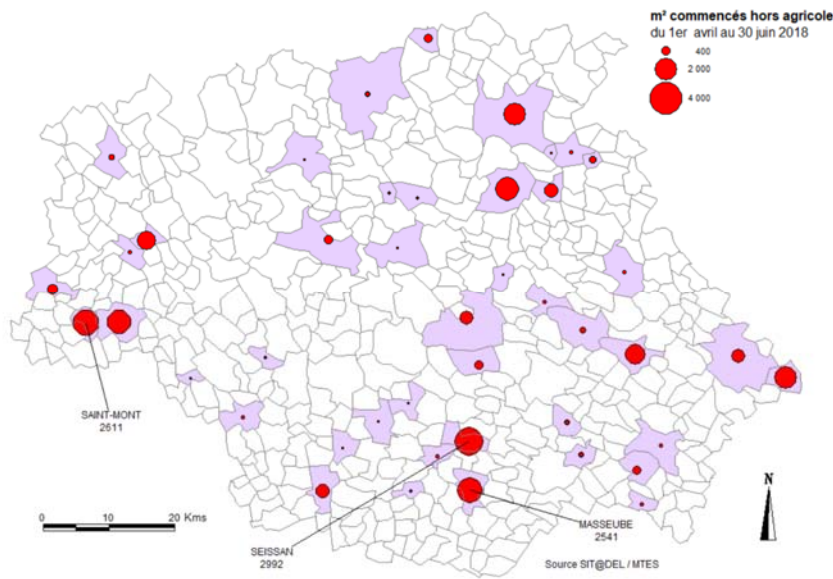 m² commencés hors agricole
du 1er avril au 30 juin 2018
400
2 000
4 000
SAINT-MONT
2611
N
0 10 20 Kms
MASSEUBE
2541
SEISSAN
2992
Source SIT@DEL / MTES